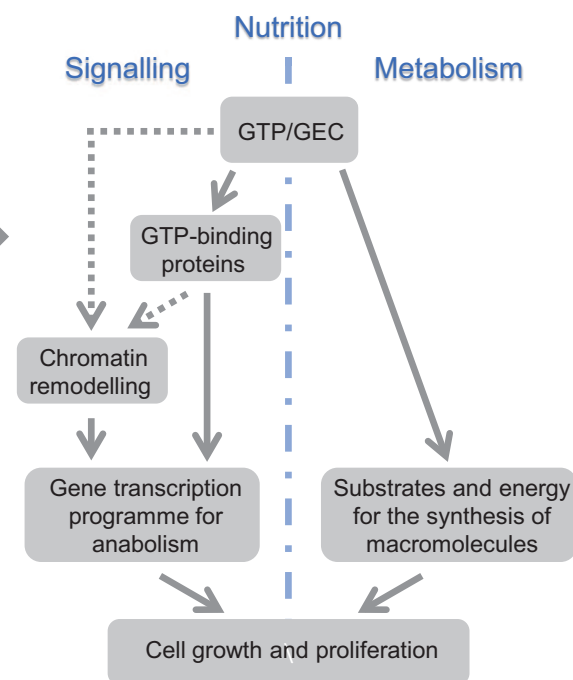 Nutrition
Signalling
Metabolism
GTP/GEC
GTP-binding
proteins
Chromatin
remodelling
Gene transcription
programme for
anabolism
Substrates and energy
for the synthesis of
macromolecules
Cell growth and proliferation